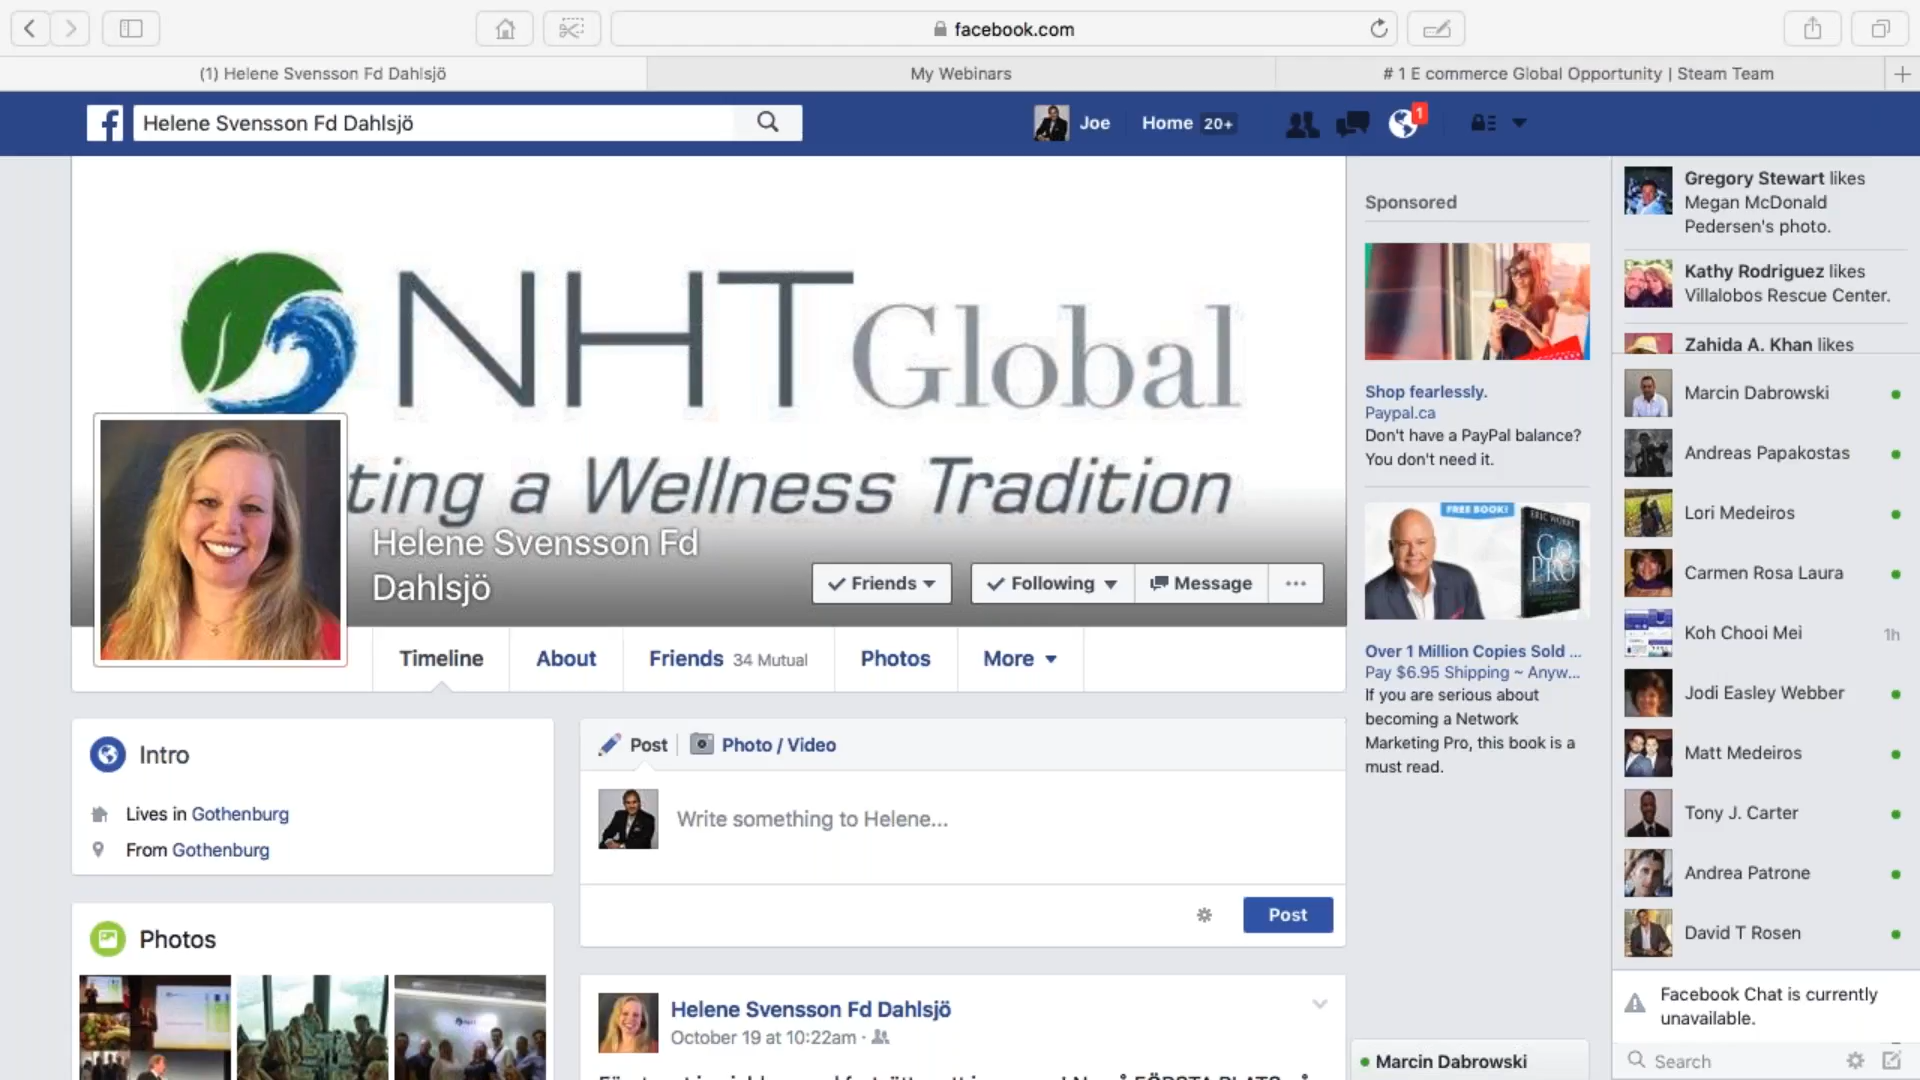 facebook.com
(1) Helene Svensson Fd Dahlsjö
My Webinars
# 1 E commerce Global Opportunity | Steam Team
Helene Svensson Fd Dahlsjö
Joe
Home 20+
1
NHT Global
ting a Wellness Tradition
Helene Svensson Fd
Dahlsjö
Friends
Following
Message
Timeline
About
Friends 34 Mutual
Photos
More
Intro
Lives in Gothenburg
From Gothenburg
Photos
Post
Photo / Video
Write something to Helene...
Post
Helene Svensson Fd Dahlsjö
October 19 at 10:22am ·
Sponsored
Shop fearlessly.
Paypal.ca
Don't have a PayPal balance?
You don't need it.
FREE BOOK!
ERIC WORRE
GO
PRO
Over 1 Million Copies Sold ...
Pay $6.95 Shipping ~ Anyw...
If you are serious about
becoming a Network
Marketing Pro, this book is a
must read.
Marcin Dabrowski
Gregory Stewart likes
Megan McDonald
Pedersen's photo.
Kathy Rodriguez likes
Villalobos Rescue Center.
Zahida A. Khan likes
Marcin Dabrowski
Andreas Papakostas
Lori Medeiros
Carmen Rosa Laura
Koh Chooi Mei 1h
Jodi Easley Webber
Matt Medeiros
Tony J. Carter
Andrea Patrone
David T Rosen
Facebook Chat is currently
unavailable.
Search